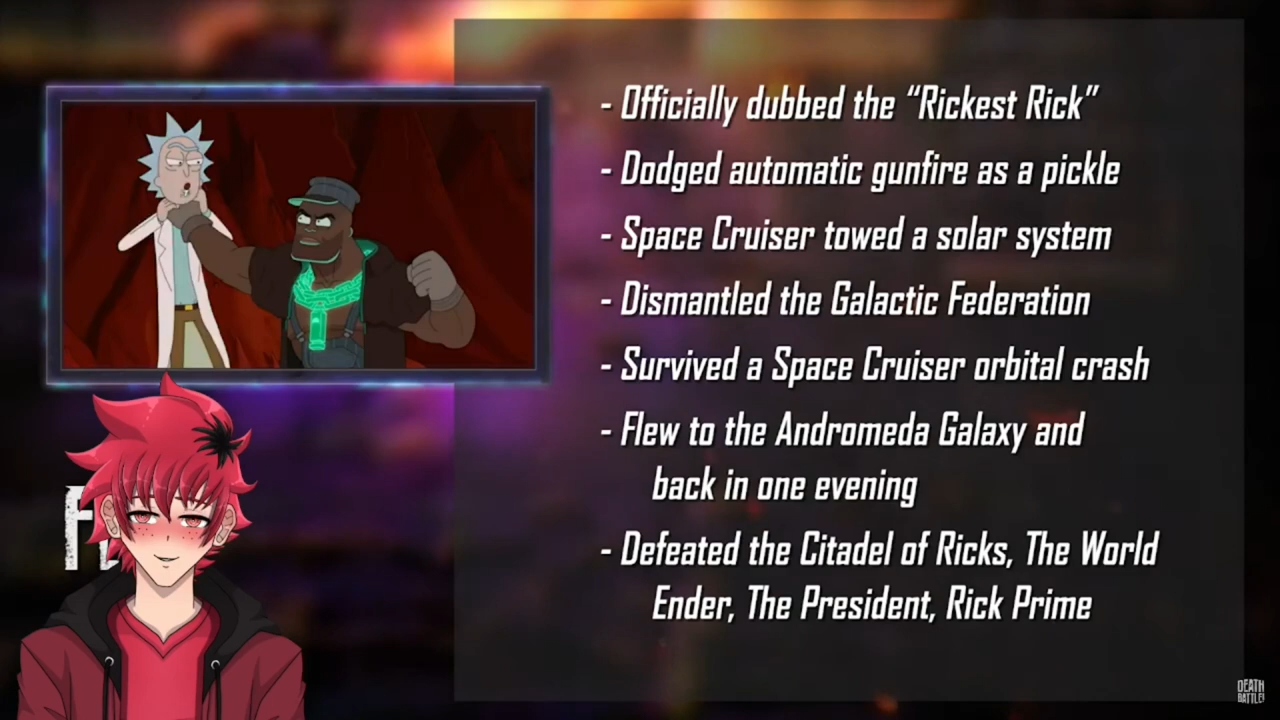 - Officially dubbed the “Rickest Rick”
- Dodged automatic gunfire as a pickle
- Space Cruiser towed a solar system
- Dismantled the Galactic Federation
- Survived a Space Cruiser orbital crash
- Flew to the Andromeda Galaxy and
back in one evening
- Defeated the Citadel of Ricks, The World
Ender, The President, Rick Prime
DEATH
BATTLE!